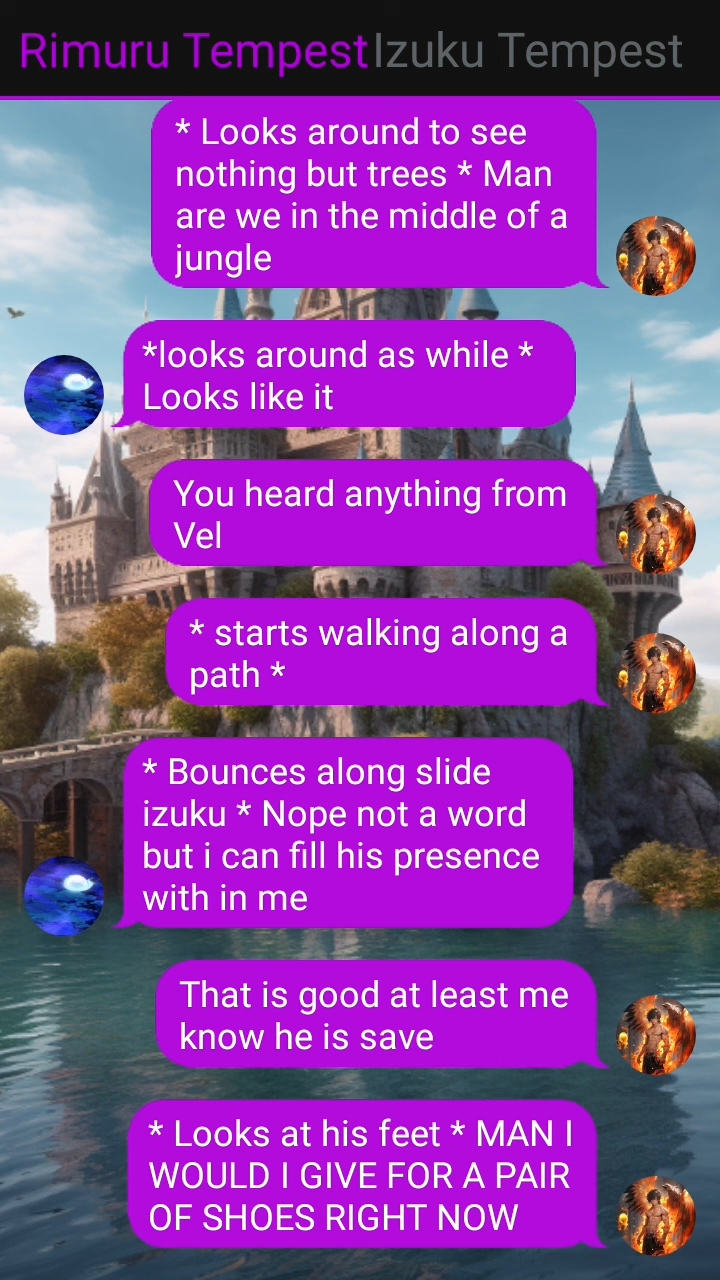 Rimuru Tempest Izuku Tempest
* Looks around to see
nothing but trees * Man
are we in the middle of a
jungle
*looks around as while *
Looks like it
You heard anything from
Vel
* starts walking along a
path *
* Bounces along slide
izuku * Nope not a word
but i can fill his presence
with in me
That is good at least me
know he is save
* Looks at his feet * MAN I
WOULD I GIVE FOR A PAIR
OF SHOES RIGHT NOW